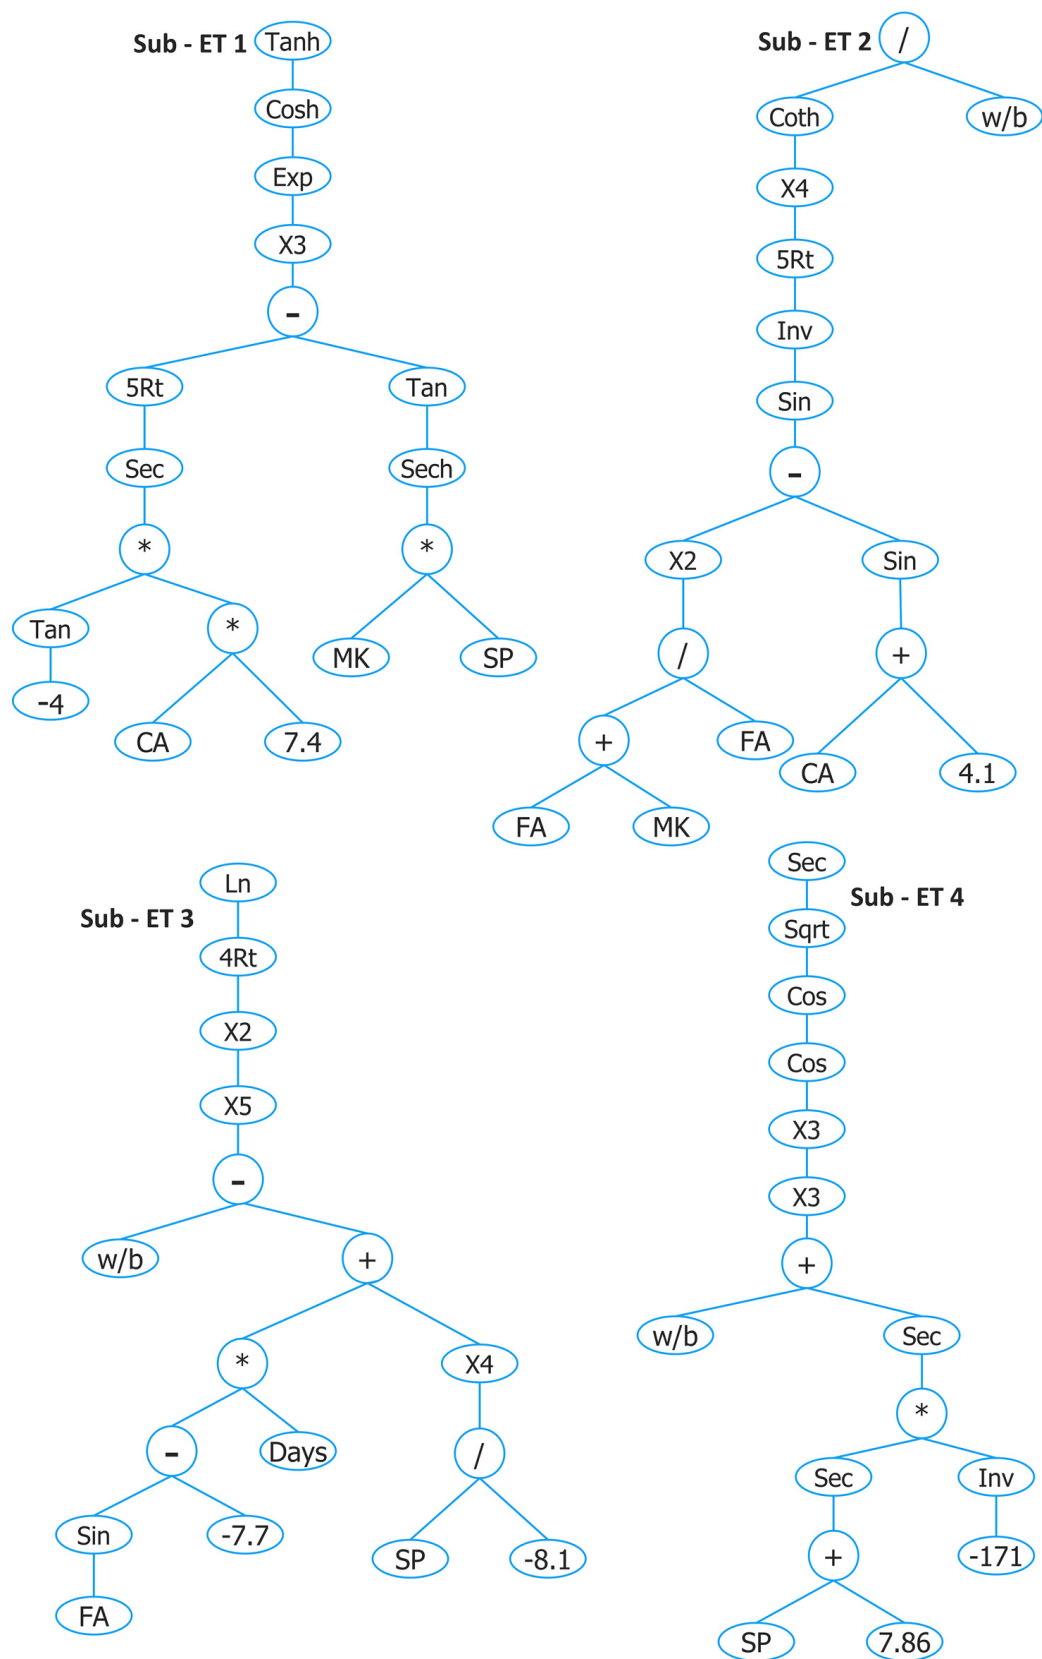 Sub - ET 1
Tanh
Cosh
Exp
X3
-
5Rt
Tan
Sec
Sech
*
*
Tan
*
MK
SP
-4
CA
7.4
Sub - ET 2
/
Coth
w/b
X4
5Rt
Inv
Sin
-
X2
Sin
/
+
+
FA
CA
4.1
FA
MK
Sub - ET 3
Ln
4Rt
X2
X5
-
w/b
+
*
X4
-
Days
/
Sin
-7.7
SP
-8.1
FA
Sub - ET 4
Sec
Sqrt
Cos
Cos
X3
X3
+
w/b
Sec
*
Sec
Inv
+
-171
SP
7.86